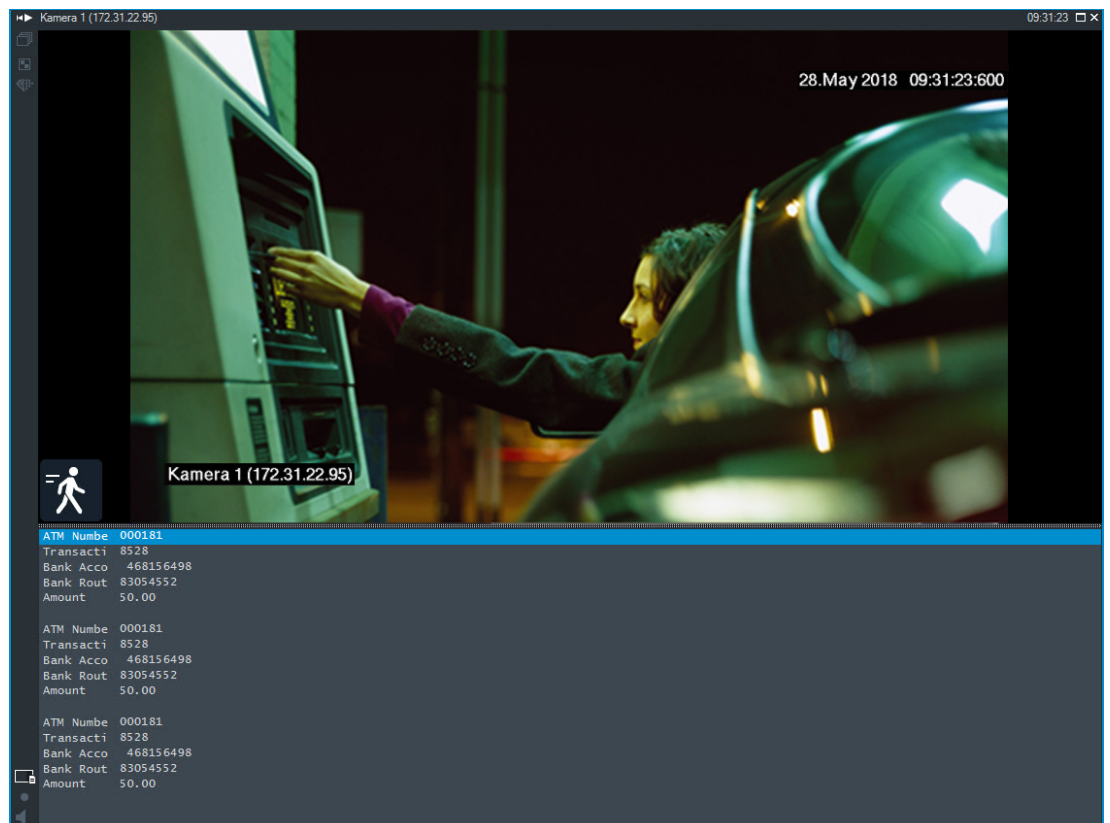 Kamera 1 (172.31.22.95) 09:31:23
28.May 2018 09:31:23:600
Kamera 1 (172.31.22.95)
ATM Numbe 000181
Transacti 8528
Bank Acco 468156498
Bank Rout 83054552
Amount 50.00
ATM Numbe 000181
Transacti 8528
Bank Acco 468156498
Bank Rout 83054552
Amount 50.00
ATM Numbe 000181
Transacti 8528
Bank Acco 468156498
Bank Rout 83054552
Amount 50.00